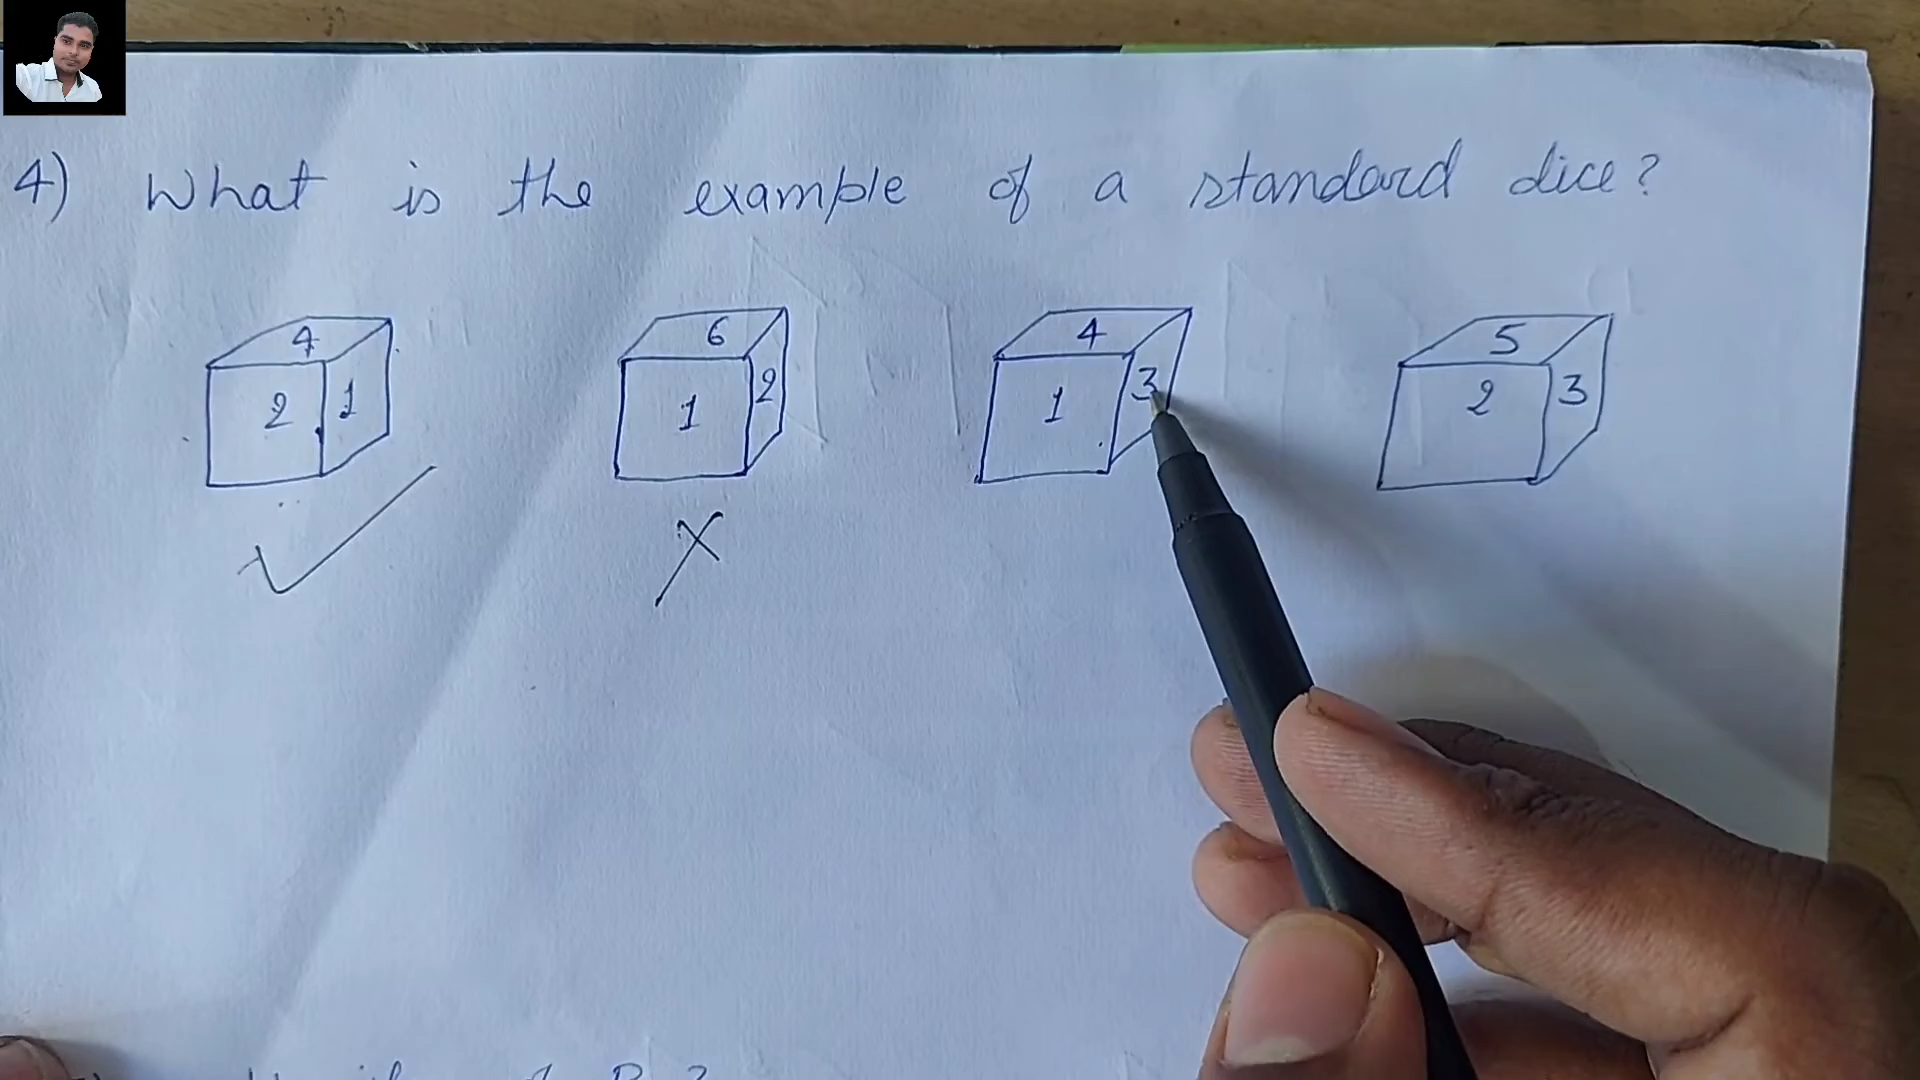 4) What is the example of a standard dice?
4 6 4 5
2 1 1 2 1 3 2 3